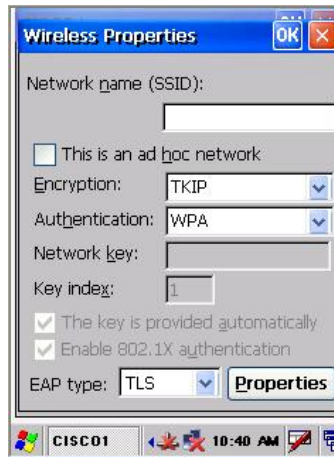 Wireless Properties OK
Network name (SSID):
This is an ad hoc network
Encryption: TKIP
Authentication: WPA
Network key:
Key index: 1
The key is provided automatically
Enable 802.1X authentication
EAP type: TLS Properties
CISCO1 10:40 AM